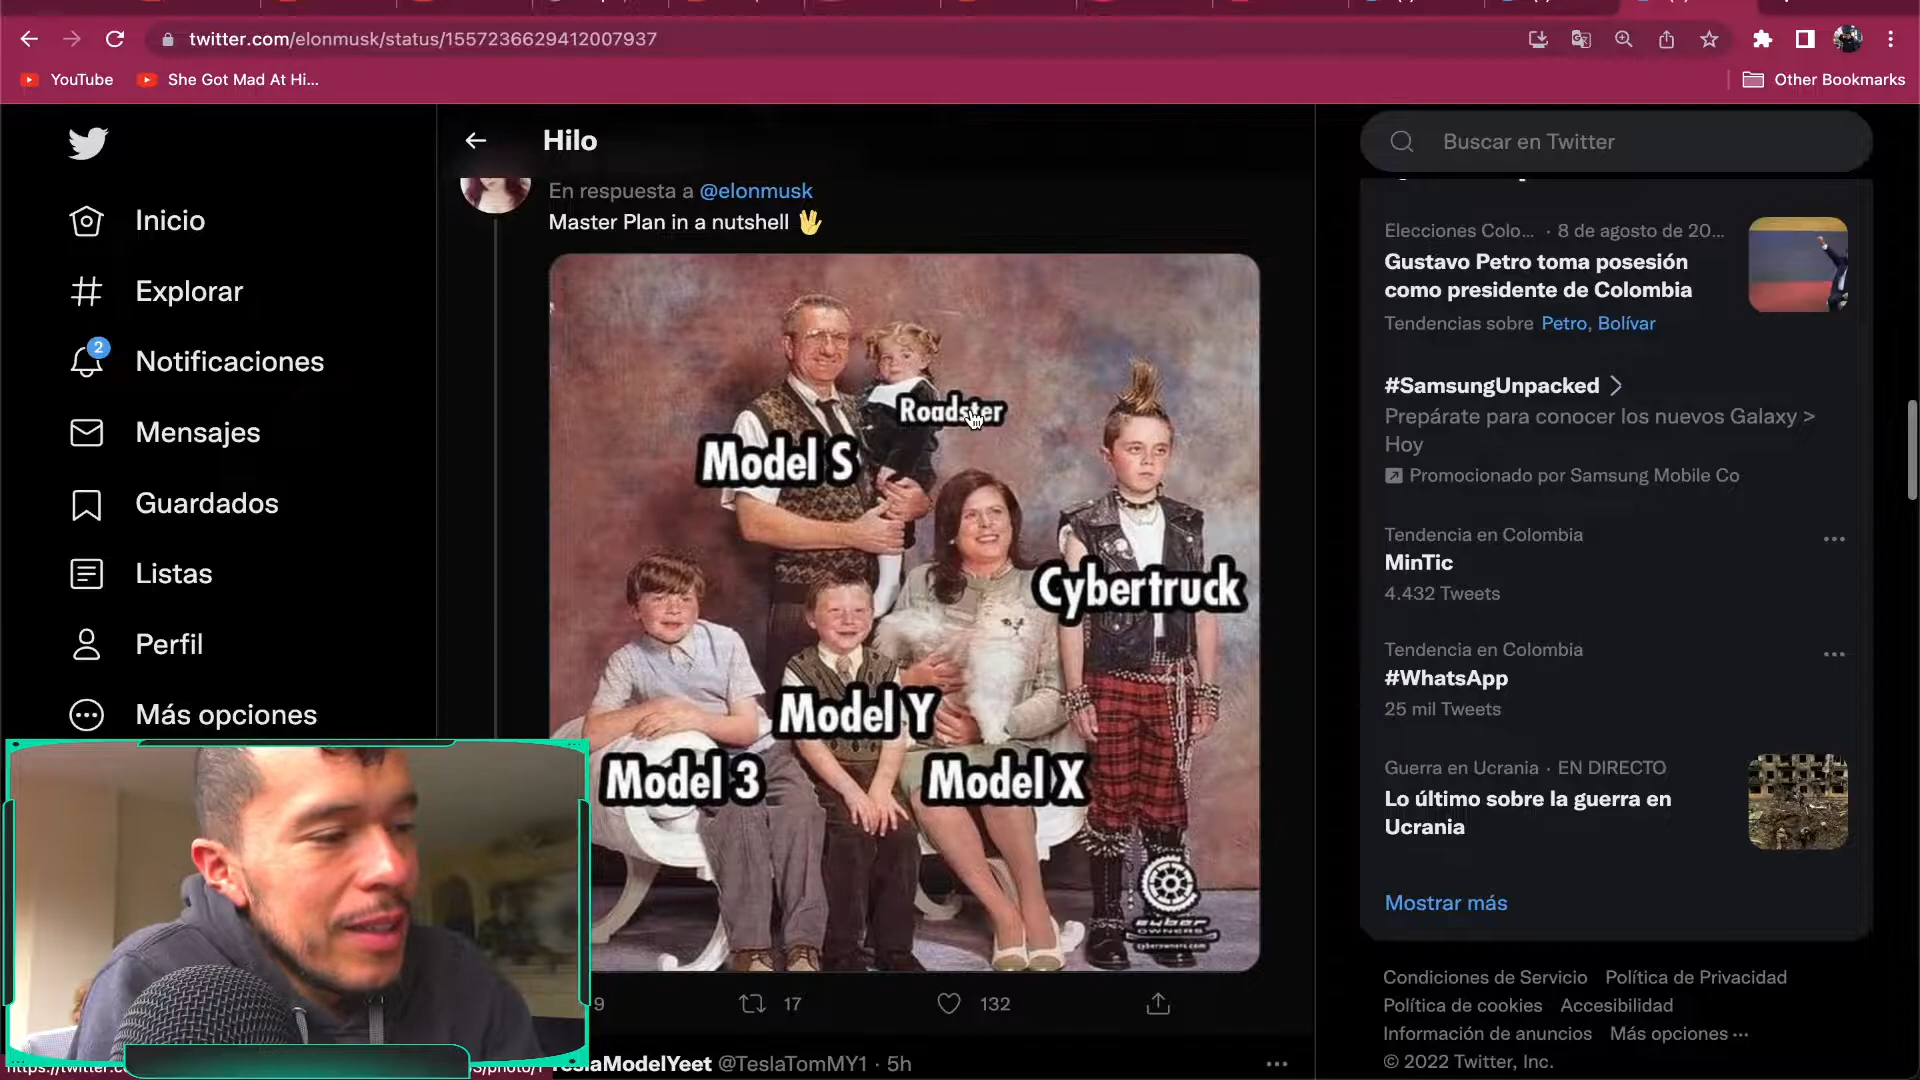 twitter.com/elonmusk/status/1557236629412007937
YouTube
She Got Mad At Hi...
Other Bookmarks
Inicio
Explorar
2
Notificaciones
Mensajes
Guardados
Listas
Perfil
Más opciones
Hilo
En respuesta a @elonmusk
Master Plan in a nutshell
Roadster
Model S
Cybertruck
Model Y
Model 3
Model X
CYBER
OWNERS
cyberowners.com
9
17
132
@TeslaTomMY1 · 5h
Buscar en Twitter
Elecciones Colo... · 8 de agosto de 20...
Gustavo Petro toma posesión
como presidente de Colombia
Tendencias sobre Petro, Bolívar
#SamsungUnpacked
Prepárate para conocer los nuevos Galaxy >
Hoy
Promocionado por Samsung Mobile Co
Tendencia en Colombia
MinTic
4.432 Tweets
Tendencia en Colombia
#WhatsApp
25 mil Tweets
Guerra en Ucrania · EN DIRECTO
Lo último sobre la guerra en
Ucrania
Mostrar más
Condiciones de Servicio Política de Privacidad
Política de cookies Accesibilidad
Información de anuncios Más opciones ···
© 2022 Twitter, Inc.